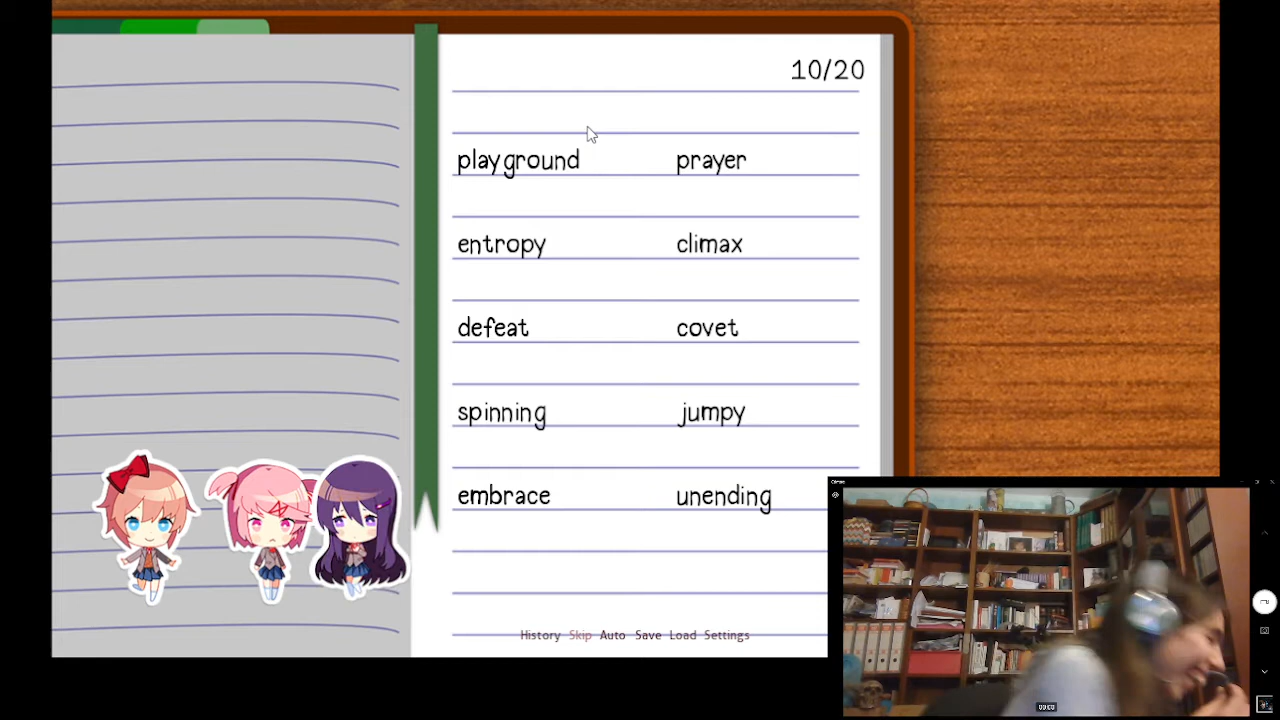 10/20
playground prayer
entropy climax
defeat covet
spinning jumpy
embrace unending
History Skip Auto Save Load Settings